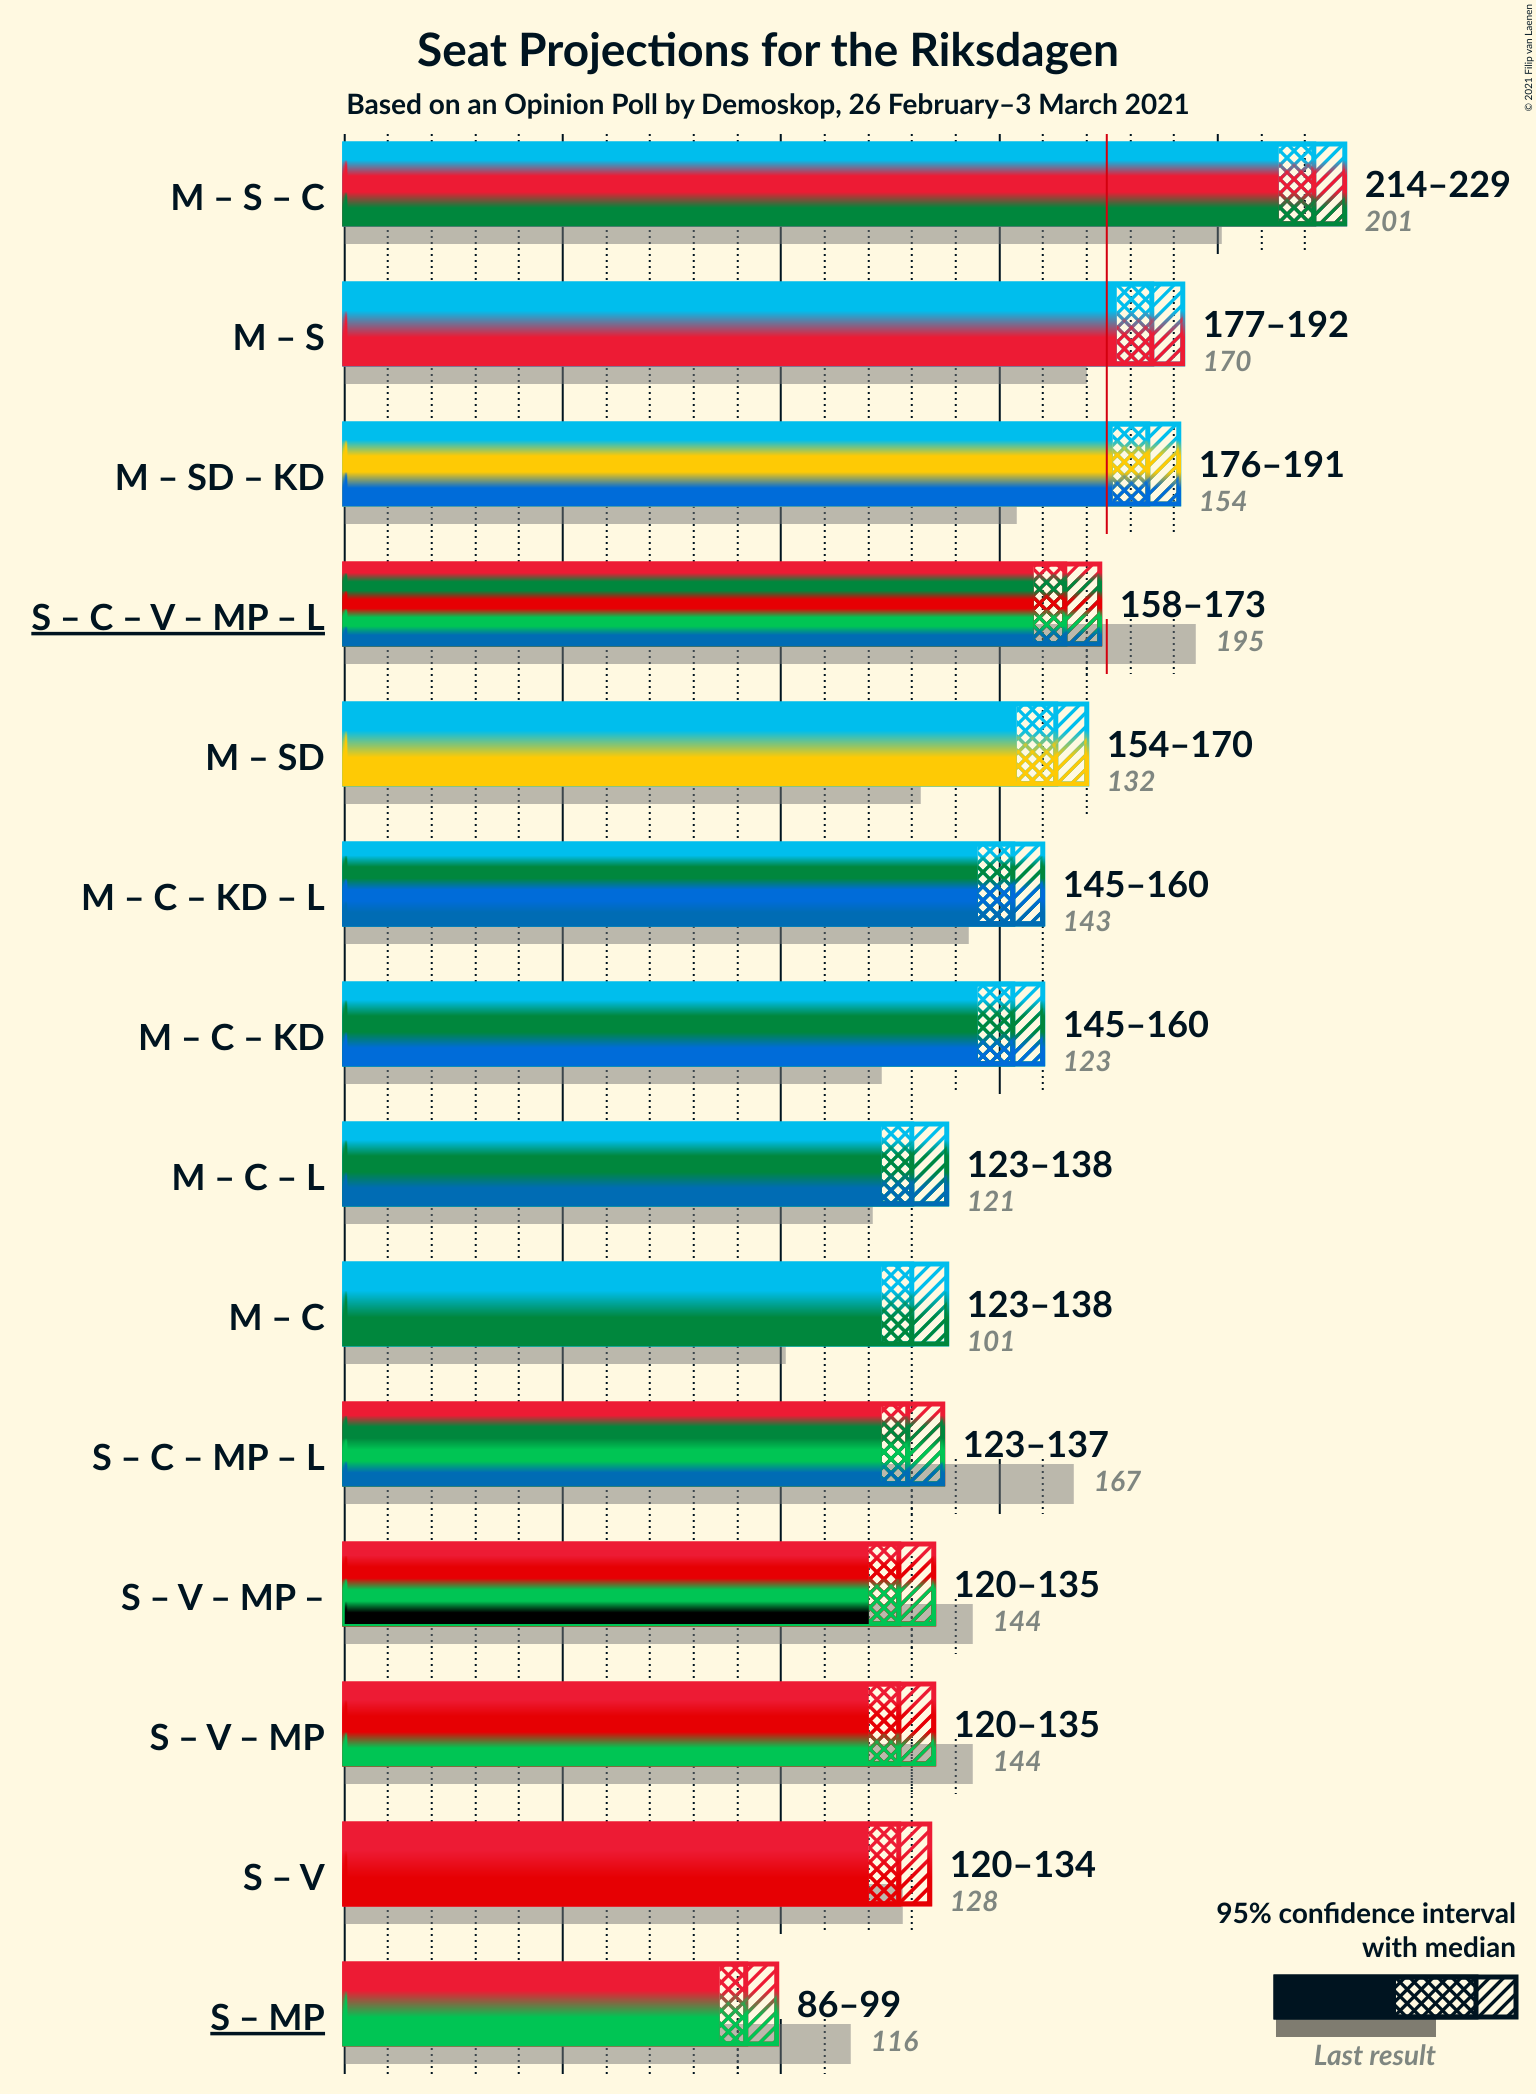 Seat Projections for the Riksdagen
Based on an Opinion Poll by Demoskop, 26 February–3 March 2021
© 2021 Filip van Laenen
M – S – C
214–229
201
M – S
177–192
170
M – SD – KD
176–191
154
S – C – V – MP – L
158–173
195
M – SD
154–170
132
M – C – KD – L
145–160
143
M – C – KD
145–160
123
M – C – L
123–138
121
M – C
123–138
101
S – C – MP – L
123–137
167
S – V – MP –
120–135
144
S – V – MP
120–135
144
S – V
120–134
128
S – MP
86–99
116
95% confidence interval
with median
Last result